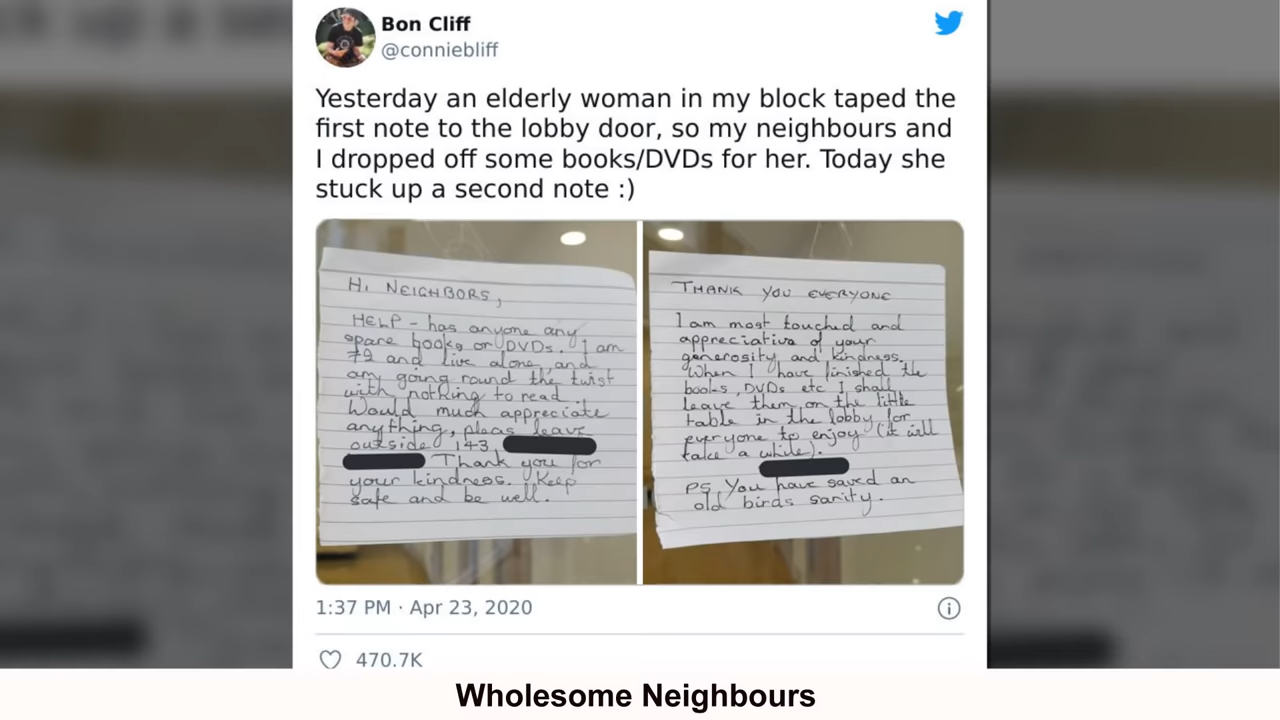 Bon Cliff
@conniebliff
Yesterday an elderly woman in my block taped the
first note to the lobby door, so my neighbours and
I dropped off some books/DVDs for her. Today she
stuck up a second note :)
HI NEIGHBORS,
HELP - has anyone any
spare books or DVDs. I am
79 and live alone, and
am going round the twist
with nothing to read.
Would much appreciate
anything, pleas leave
outside 143
Thank you for
your kindness. Keep
safe and be well.
THANK YOU EVERYONE
I am most touched and
appreciative of your
generosity and kindness.
When I have finished the
books, DVDs etc I shall
leave them on the little
table in the lobby for
everyone to enjoy (it will
take a while).
PS You have saved an
old birds sanity.
1:37 PM · Apr 23, 2020
470.7K
Wholesome Neighbours